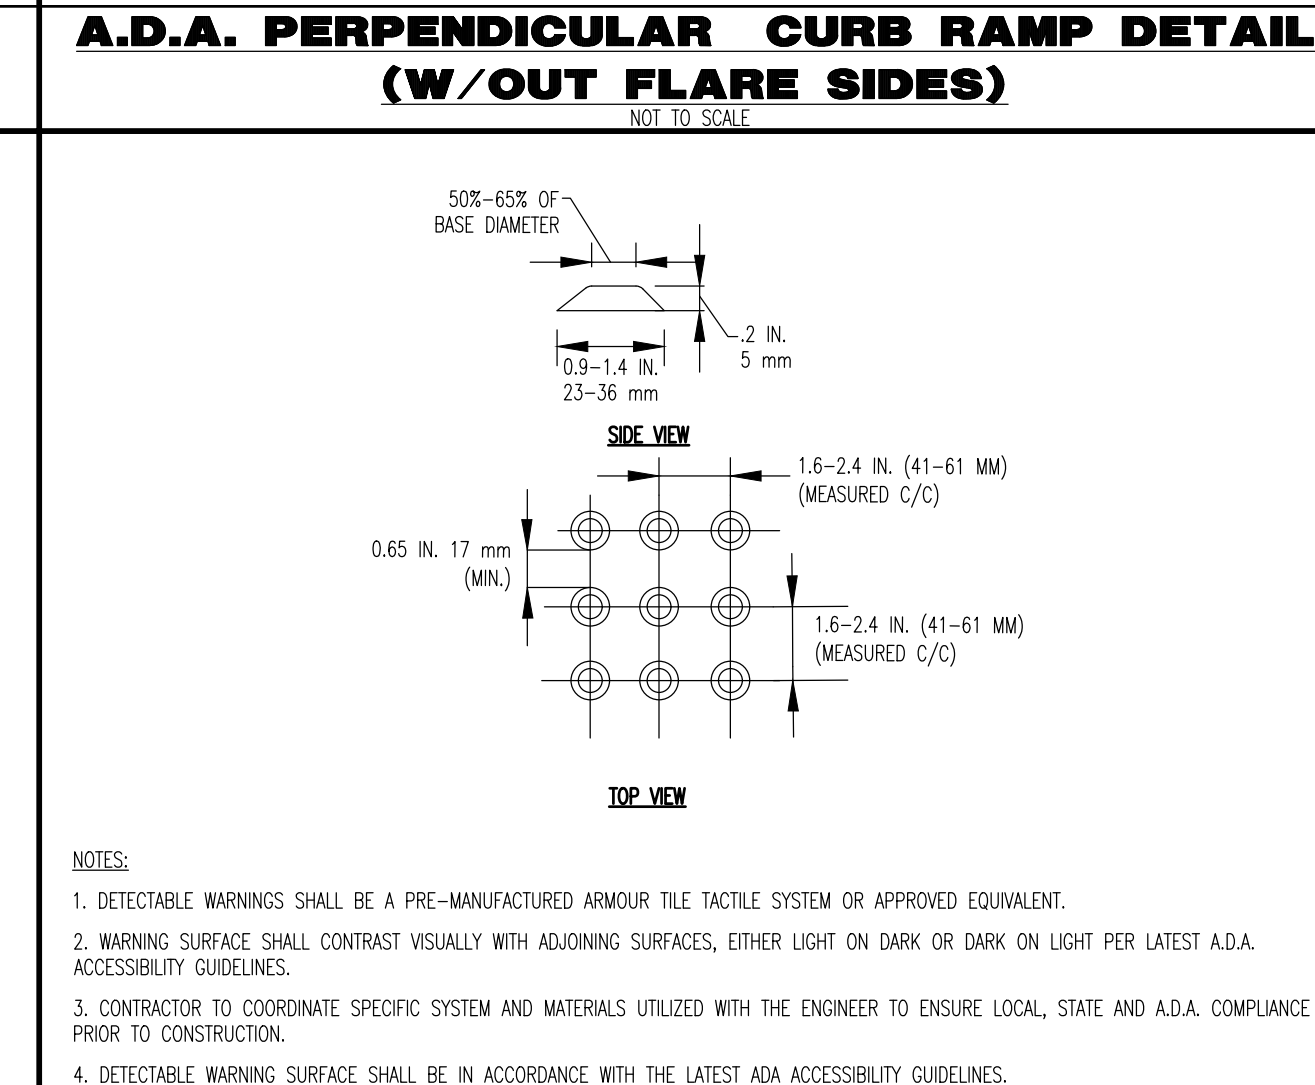 A.D.A. PERPENDICULAR CURB RAMP DETAIL
(W/OUT FLARE SIDES)
NOT TO SCALE
50%-65% OF
BASE DIAMETER
.2 IN.
5 mm
0.9-1.4 IN.
23-36 mm
SIDE VIEW
1.6-2.4 IN. (41-61 MM)
(MEASURED C/C)
0.65 IN. 17 mm
(MIN.)
1.6-2.4 IN. (41-61 MM)
(MEASURED C/C)
TOP VIEW
NOTES:
1. DETECTABLE WARNINGS SHALL BE A PRE-MANUFACTURED ARMOUR TILE TACTILE SYSTEM OR APPROVED EQUIVALENT.
2. WARNING SURFACE SHALL CONTRAST VISUALLY WITH ADJOINING SURFACES, EITHER LIGHT ON DARK OR DARK ON LIGHT PER LATEST A.D.A.
ACCESSIBILITY GUIDELINES.
3. CONTRACTOR TO COORDINATE SPECIFIC SYSTEM AND MATERIALS UTILIZED WITH THE ENGINEER TO ENSURE LOCAL, STATE AND A.D.A. COMPLIANCE
PRIOR TO CONSTRUCTION.
4. DETECTABLE WARNING SURFACE SHALL BE IN ACCORDANCE WITH THE LATEST ADA ACCESSIBILITY GUIDELINES.